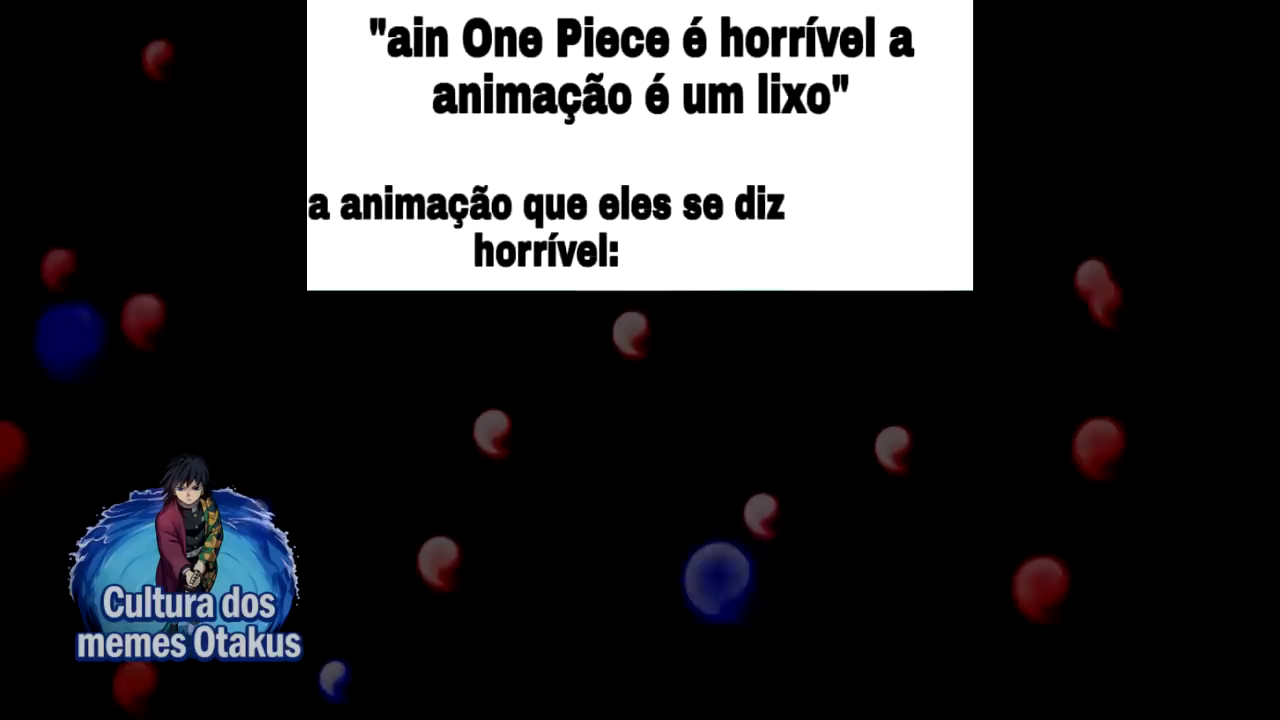 "ain One Piece é horrível a
animação é um lixo"
a animação que eles se diz
horrível:
Cultura dos
memes Otakus